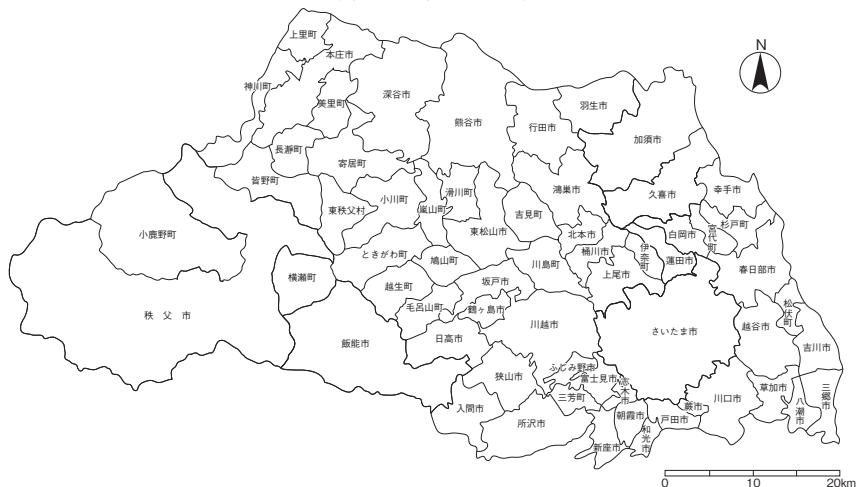 N
上里町
本庄市
神川町
美里町
深谷市
熊谷市
行田市
羽生市
加須市
長瀞町
寄居町
皆野町
小川町
嵐山町
滑川町
東秩父村
東松山市
吉見町
鴻巣市
久喜市
幸手市
杉戸町
宮代町
白岡市
北本市
桶川市
伊奈町
蓮田市
上尾市
春日部市
小鹿野町
ときがわ町
鳩山町
川島町
横瀬町
越生町
坂戸市
毛呂山町
鶴ヶ島市
秩父市
飯能市
日高市
川越市
さいたま市
越谷市
松伏町
吉川市
狭山市
ふじみ野市
富士見市
志木市
三芳町
入間市
所沢市
朝霞市
新座市
和光市
戸田市
蕨市
川口市
草加市
八潮市
三郷市
0 10 20km